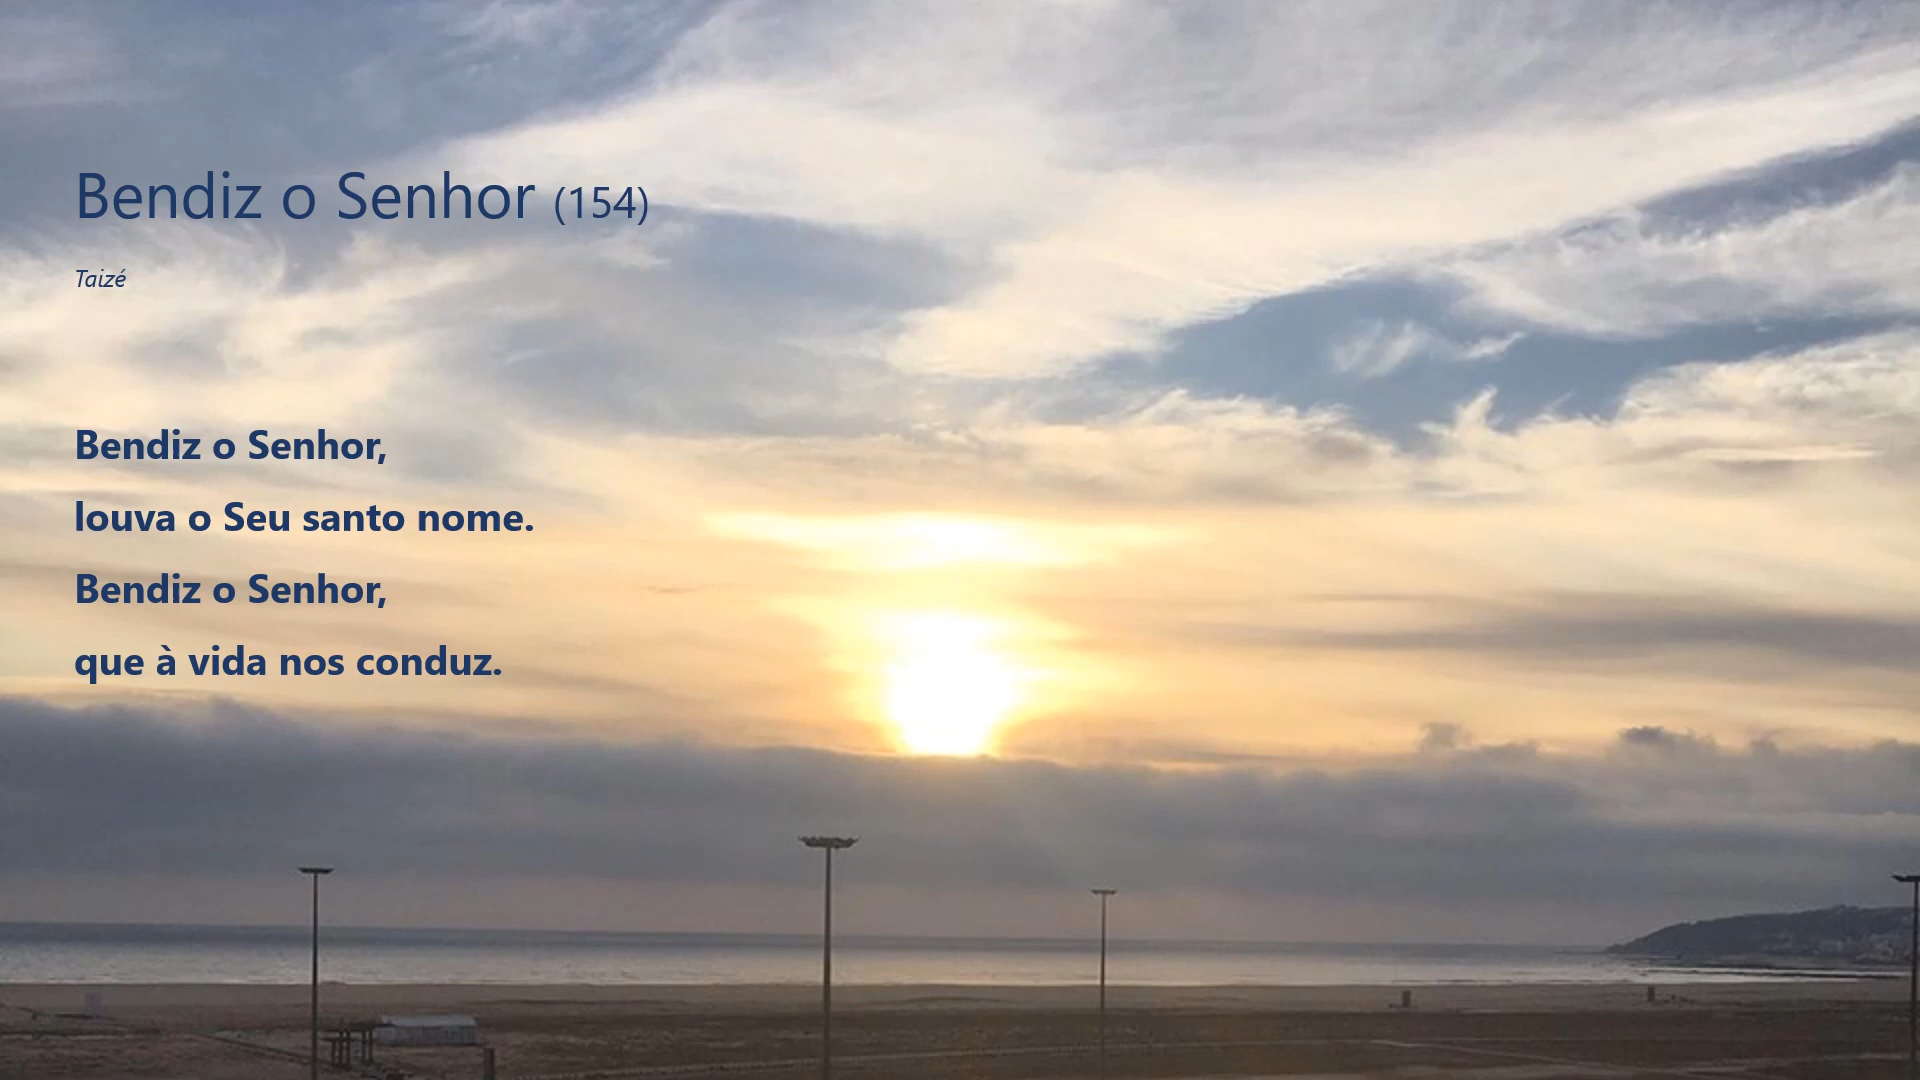 Bendiz o Senhor (154)
Taizé
Bendiz o Senhor,
louva o Seu santo nome.
Bendiz o Senhor,
que à vida nos conduz.